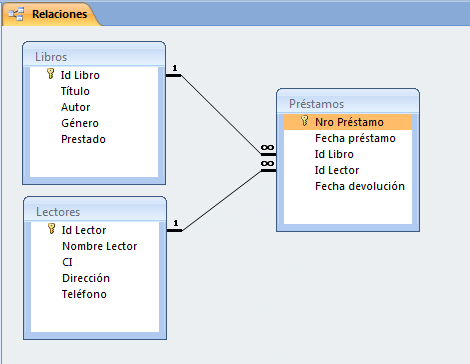 Relaciones
Libros
Id Libro
Título
Autor
Género
Prestado
Préstamos
Nro Préstamo
Fecha préstamo
Id Libro
Id Lector
Fecha devolución
Lectores
Id Lector
Nombre Lector
CI
Dirección
Teléfono
1
∞
∞
1